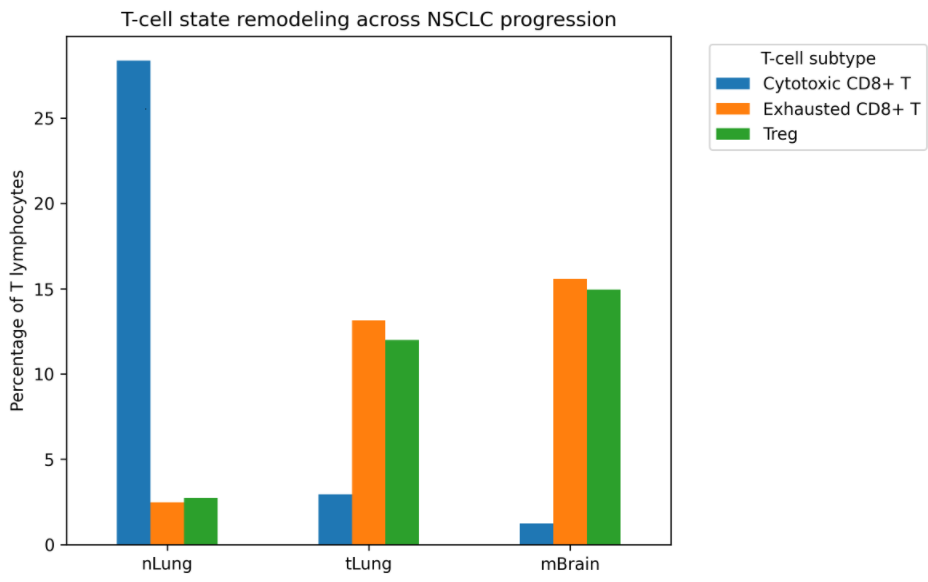 T-cell state remodeling across NSCLC progression
T-cell subtype
Cytotoxic CD8+ T
Exhausted CD8+ T
Treg
Percentage of T lymphocytes
25
20
15
10
5
0
nLung
tLung
mBrain